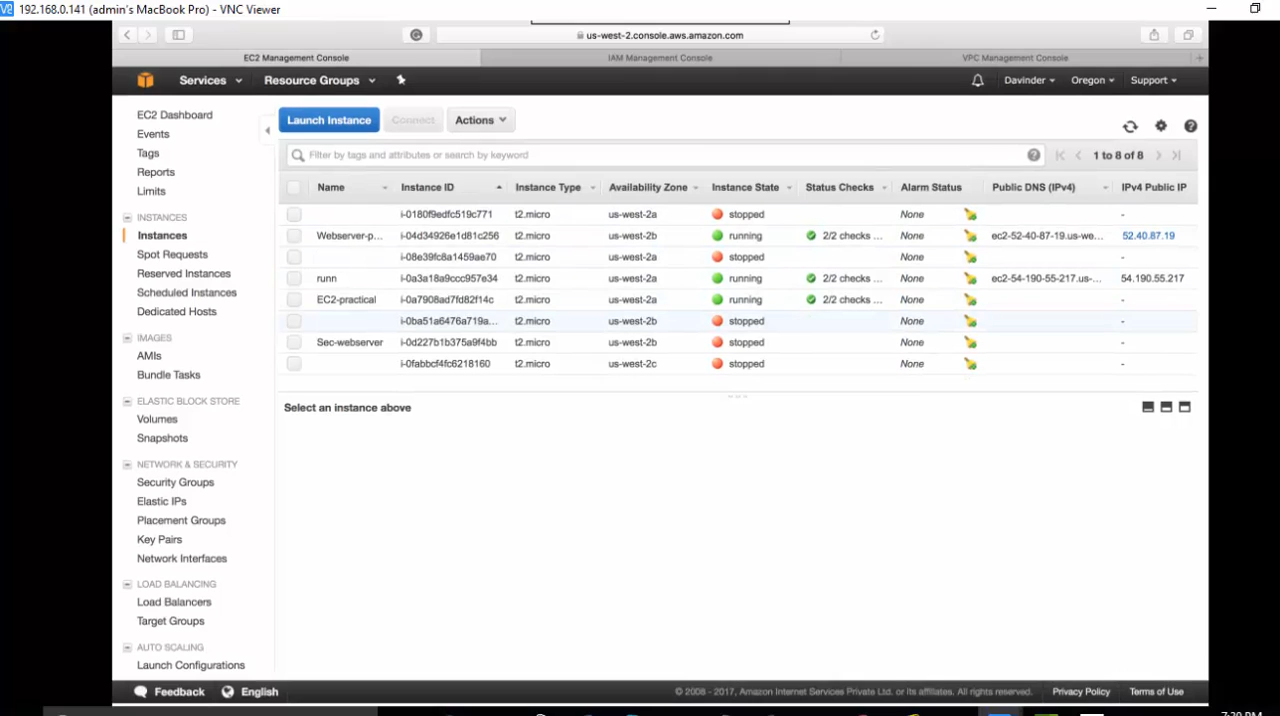 192.168.0.141 (admin's MacBook Pro) - VNC Viewer
us-west-2.console.aws.amazon.com
EC2 Management Console IAM Management Console VPC Management Console
Services Resource Groups Davinder Oregon Support
EC2 Dashboard
Events
Tags
Reports
Limits
INSTANCES
Instances
Spot Requests
Reserved Instances
Scheduled Instances
Dedicated Hosts
IMAGES
AMIs
Bundle Tasks
ELASTIC BLOCK STORE
Volumes
Snapshots
NETWORK & SECURITY
Security Groups
Elastic IPs
Placement Groups
Key Pairs
Network Interfaces
LOAD BALANCING
Load Balancers
Target Groups
AUTO SCALING
Launch Configurations
Launch Instance Connect Actions
Filter by tags and attributes or search by keyword 1 to 8 of 8
Name Instance ID Instance Type Availability Zone Instance State Status Checks Alarm Status Public DNS (IPv4) IPv4 Public IP
i-0180f9edfc519c771 t2.micro us-west-2a stopped None -
Webserver-p... i-04d34926e1d81c256 t2.micro us-west-2b running 2/2 checks ... None ec2-52-40-87-19.us-we... 52.40.87.19
i-08e39fc8a1459ae70 t2.micro us-west-2a stopped None -
runn i-0a3a18a9ccc957e34 t2.micro us-west-2a running 2/2 checks ... None ec2-54-190-55-217.us-... 54.190.55.217
EC2-practical i-0a7908ad7fd82f14c t2.micro us-west-2a running 2/2 checks ... None -
i-0ba51a6476a719a... t2.micro us-west-2b stopped None -
Sec-webserver i-0d227b1b375a9f4bb t2.micro us-west-2b stopped None -
i-0fabbcf4fc6218160 t2.micro us-west-2c stopped None -
Select an instance above
Feedback English © 2008 - 2017, Amazon Internet Services Private Ltd. or its affiliates. All rights reserved. Privacy Policy Terms of Use